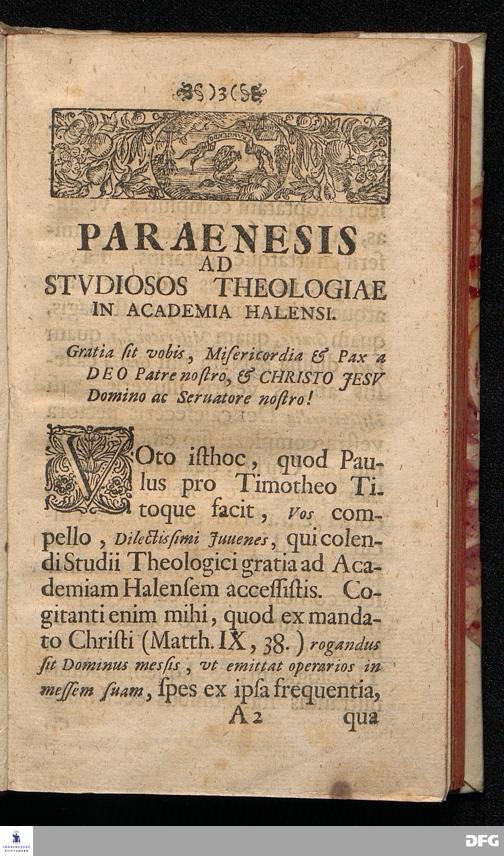 )3(
PARAENESIS
AD
STVDIOSOS THEOLOGIAE
IN ACADEMIA HALENSI.
Gratia ſit vobis, Miſericordia & Pax a
DEO Patre noſtro, & CHRISTO JESV
Domino ac Seruatore noſtro!
VOto iſthoc, quod Pau-
lus pro Timotheo Ti-
toque facit, Vos com-
pello, Dilectiſsimi Juuenes, qui colen-
di Studii Theologici gratia ad Aca-
demiam Halenſem acceſſiſtis. Co-
gitanti enim mihi, quod ex manda-
to Chriſti (Matth. IX, 38.) rogandus
ſit Dominus meſsis, vt emittat operarios in
meſſem ſuam, ſpes ex ipſa frequentia,
A 2 qua
DFG